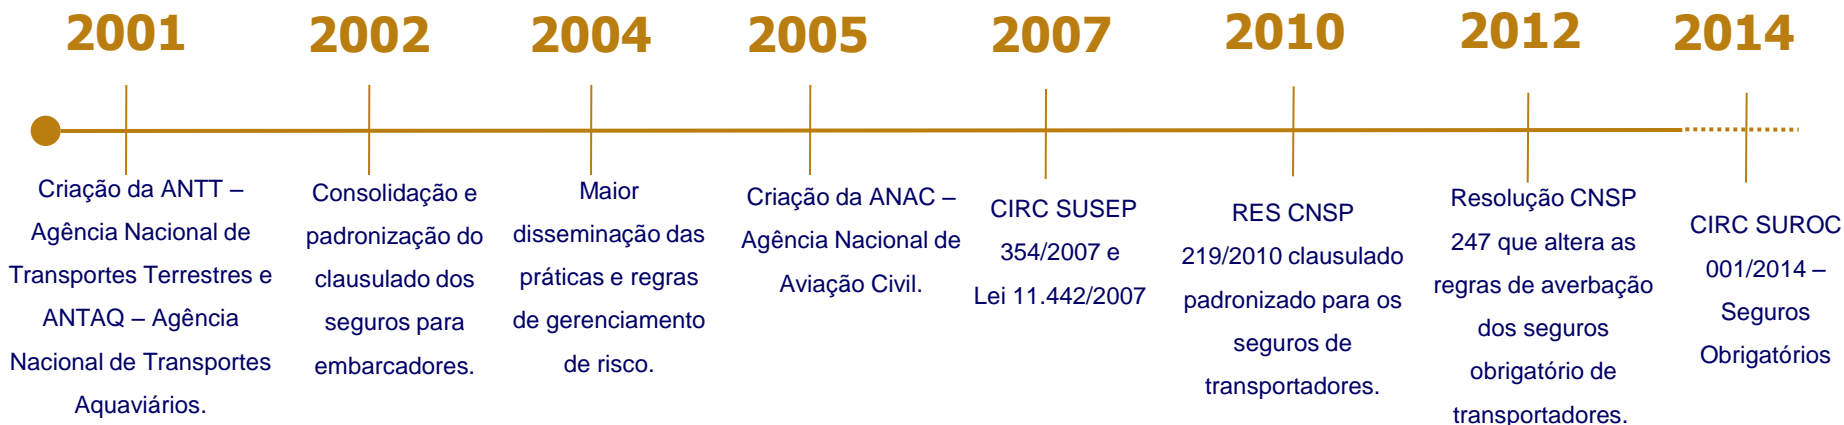 2001
Criação da ANTT –
Agência Nacional de
Transportes Terrestres e
ANTAQ – Agência
Nacional de Transportes
Aquaviários.
2002
Consolidação e
padronização do
clausulado dos
seguros para
embarcadores.
2004
Maior
disseminação das
práticas e regras
de gerenciamento
de risco.
2005
Criação da ANAC –
Agência Nacional de
Aviação Civil.
2007
CIRC SUSEP
354/2007 e
Lei 11.442/2007
2010
RES CNSP
219/2010 clausulado
padronizado para os
seguros de
transportadores.
2012
Resolução CNSP
247 que altera as
regras de averbação
dos seguros
obrigatório de
transportadores.
2014
CIRC SUROC
001/2014 –
Seguros
Obrigatórios